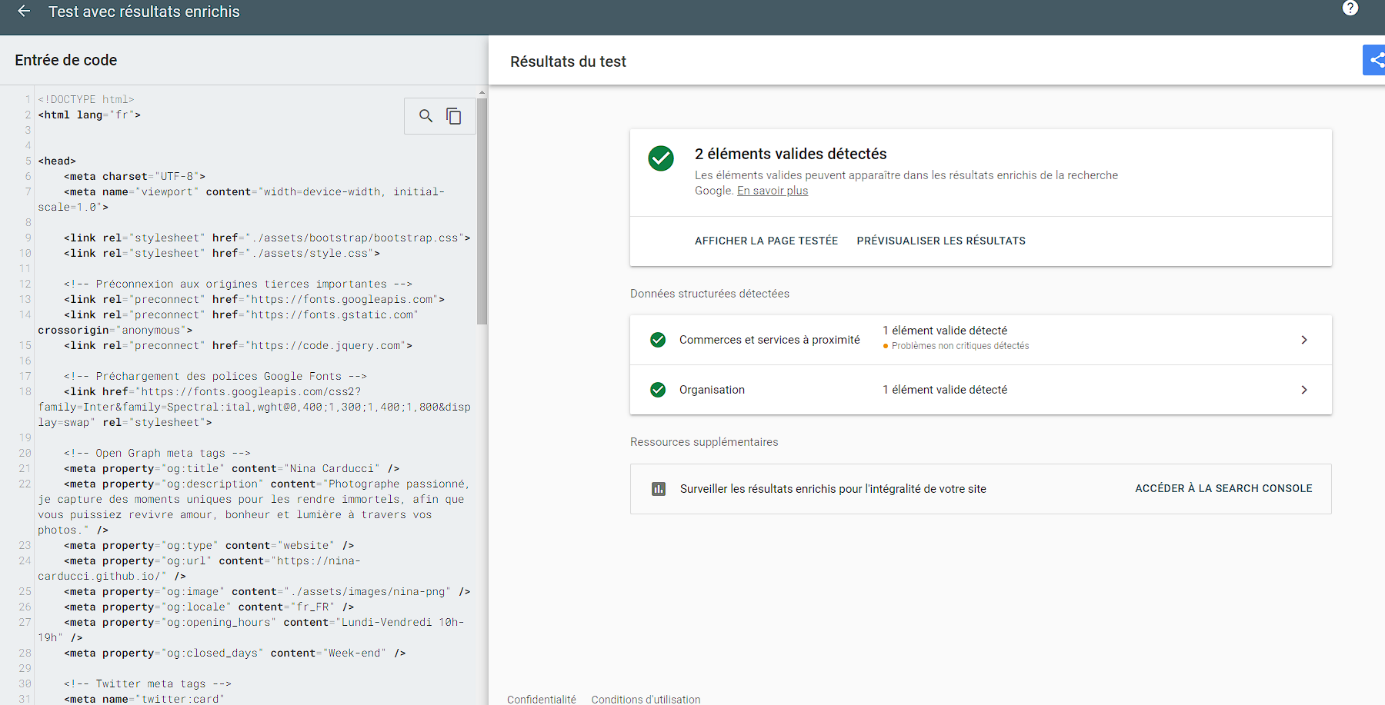 Test avec résultats enrichis
?
Entrée de code
1 <!DOCTYPE html>
2 <html lang="fr">
3
4
5 <head>
6 <meta charset="UTF-8">
7 <meta name="viewport" content="width=device-width, initial-
scale=1.0">
8
9 <link rel="stylesheet" href="./assets/bootstrap/bootstrap.css">
10 <link rel="stylesheet" href="./assets/style.css">
11
12 <!-- Préconnexion aux origines tierces importantes -->
13 <link rel="preconnect" href="https://fonts.googleapis.com">
14 <link rel="preconnect" href="https://fonts.gstatic.com"
crossorigin="anonymous">
15 <link rel="preconnect" href="https://code.jquery.com">
16
17 <!-- Préchargement des polices Google Fonts -->
18 <link href="https://fonts.googleapis.com/css2?
family=Inter&family=Spectral:ital,wght@0,400;1,300;1,400;1,800&disp
lay=swap" rel="stylesheet">
19
20 <!-- Open Graph meta tags -->
21 <meta property="og:title" content="Nina Carducci" />
22 <meta property="og:description" content="Photographe passionné,
je capture des moments uniques pour les rendre immortels, afin que
vous puissiez revivre amour, bonheur et lumière à travers vos
photos." />
23 <meta property="og:type" content="website" />
24 <meta property="og:url" content="https://nina-
carducci.github.io/" />
25 <meta property="og:image" content="./assets/images/nina-png" />
26 <meta property="og:locale" content="fr_FR" />
27 <meta property="og:opening_hours" content="Lundi-Vendredi 10h-
19h" />
28 <meta property="og:closed_days" content="Week-end" />
29
30 <!-- Twitter meta tags -->
31 <meta name="twitter:card"
Résultats du test
2 éléments valides détectés
Les éléments valides peuvent apparaître dans les résultats enrichis de la recherche
Google. En savoir plus
AFFICHER LA PAGE TESTÉE PRÉVISUALISER LES RÉSULTATS
Données structurées détectées
Commerces et services à proximité 1 élément valide détecté
Problèmes non critiques détectés
Organisation 1 élément valide détecté
Ressources supplémentaires
Surveiller les résultats enrichis pour l'intégralité de votre site ACCÉDER À LA SEARCH CONSOLE
Confidentialité Conditions d'utilisation